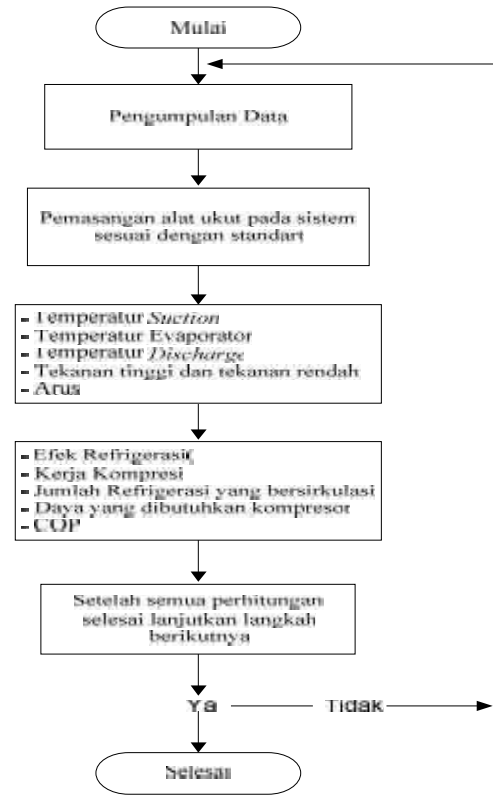 Mulai
Pengumpulan Data
Pemasangan alat ukut pada sistem
sesuai dengan standart
- Temperatur Suction
- Temperatur Evaporator
- Temperatur Discharge
- Tekanan tinggi dan tekanan rendah
- Arus
- Efek Refrigerasi(
- Kerja Kompresi
- Jumlah Refrigerasi yang bersirkulasi
- Daya yang dibutuhkan kompresor
- COP
Setelah semua perhitungan
selesai lanjutkan langkah
berikutnya
Ya Tidak
Selesai